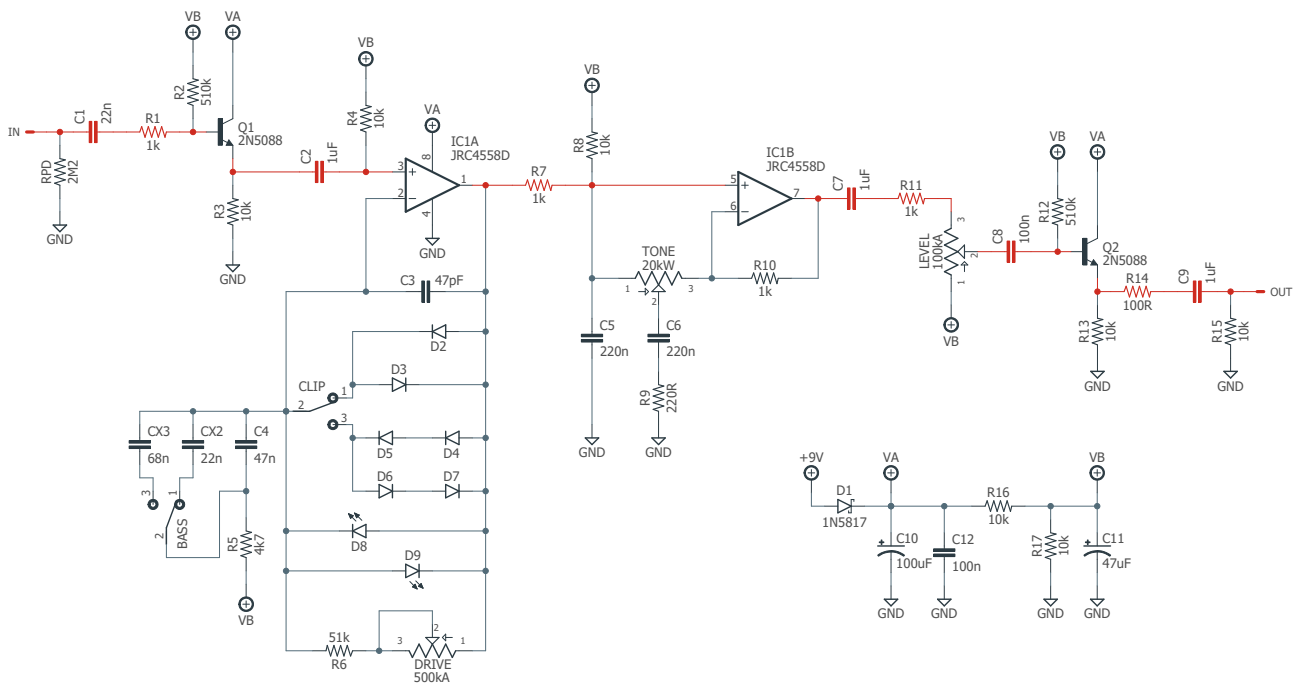 VB
VA
IN
C1
22n
R1
1k
R2
510k
Q1
2N5088
RPD
2M2
GND
R3
10k
GND
C2
1uF
VB
R4
10k
VA
IC1A
JRC4558D
8
3
2
1
4
+
−
GND
R7
1k
VB
R8
10k
IC1B
JRC4558D
5
6
7
+
−
C7
1uF
R11
1k
3
LEVEL
100kA
2
1
VB
C8
100n
VB
VA
R12
510k
Q2
2N5088
R13
10k
GND
R14
100R
C9
1uF
OUT
R15
10k
GND
C3
47pF
TONE
20kW
1
2
3
R10
1k
C5
220n
C6
220n
R9
220R
GND
GND
D2
D3
CLIP
1
2
3
D5
D4
D6
D7
D8
D9
CX3
68n
CX2
22n
C4
47n
3
1
2
BASS
R5
4k7
VB
51k
R6
3
2
1
DRIVE
500kA
+9V
VA
VB
D1
1N5817
R16
10k
+
C10
100uF
C12
100n
R17
10k
+
C11
47uF
GND
GND
GND
GND